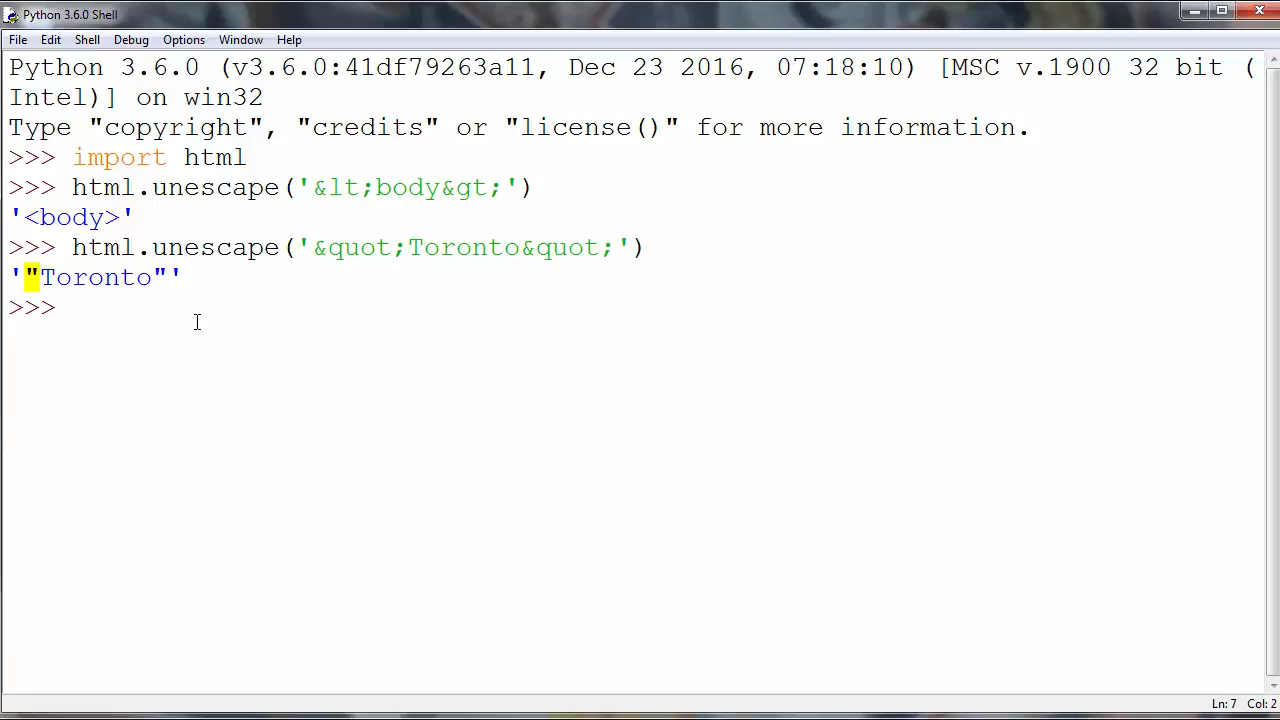 Python 3.6.0 Shell
File Edit Shell Debug Options Window Help
Python 3.6.0 (v3.6.0:41df79263a11, Dec 23 2016, 07:18:10) [MSC v.1900 32 bit (
Intel)] on win32
Type "copyright", "credits" or "license()" for more information.
>>> import html
>>> html.unescape('&lt;body&gt;')
'<body>'
>>> html.unescape('&quot;Toronto&quot;')
'"Toronto"'
>>>
Ln: 7 Col: 2